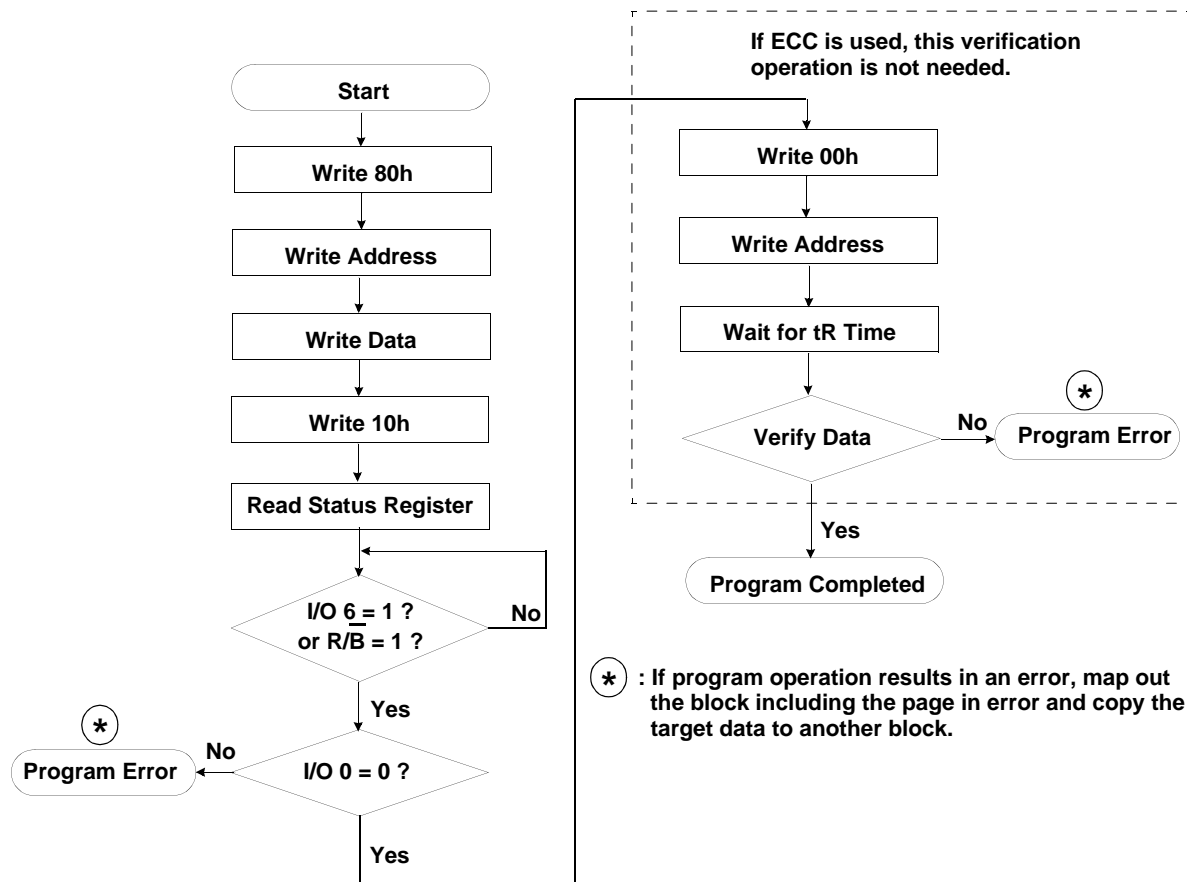 Start
Write 80h
Write Address
Write Data
Write 10h
Read Status Register
I/O 6 = 1 ?
or R/B̅ = 1 ?
No
Yes
*
No
Program Error
I/O 0 = 0 ?
Yes
If ECC is used, this verification
operation is not needed.
Write 00h
Write Address
Wait for tR Time
Verify Data
No
*
Program Error
Yes
Program Completed
* : If program operation results in an error, map out
the block including the page in error and copy the
target data to another block.